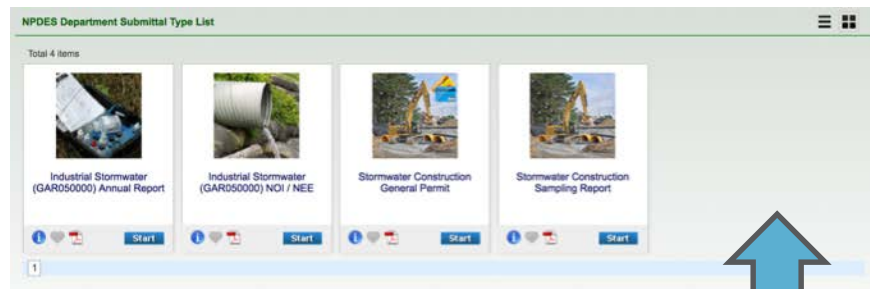 NPDES Department Submittal Type List
Total 4 items
Industrial Stormwater
(GAR050000) Annual Report
Start
Industrial Stormwater
(GAR050000) NOI / NEE
Start
Stormwater Construction
General Permit
Start
Stormwater Construction
Sampling Report
Start
1